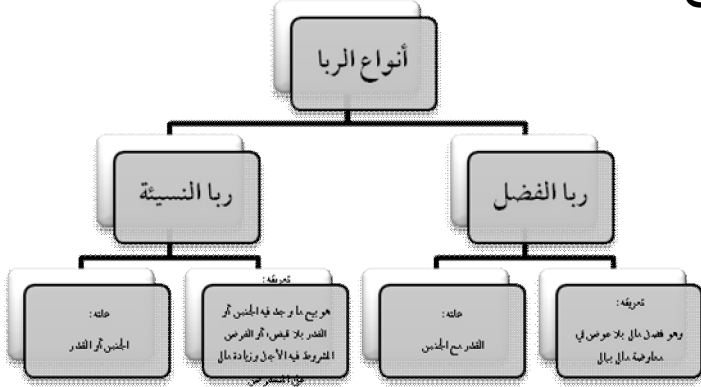 أنواع الربا
ربا الفضل
ربا النسيئة
تعريفه:
وهو فضل مال بلا عوض في
معاوضة مال بمال
علته:
القدر مع الجنس
تعريفه:
هو بيع ما وجد فيه الجنس أو
القدر بلا قبض، أو القرض
المشروط فيه الأجل وزيادة مال
على المستقرض
علته:
الجنس أو القدر